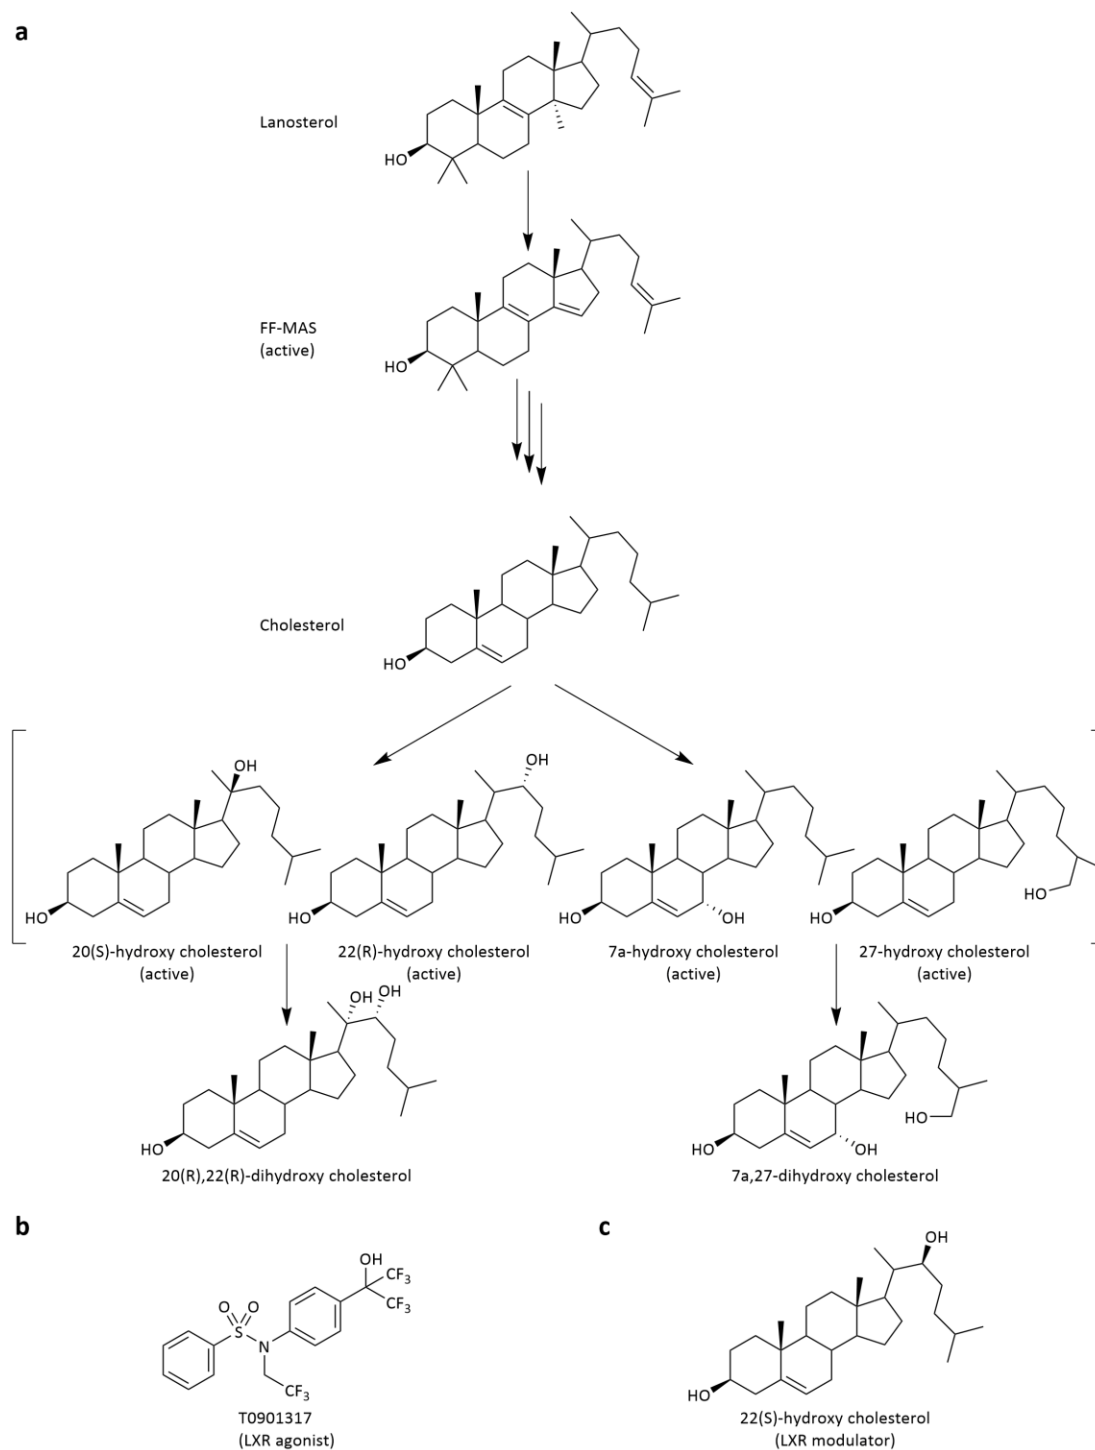 a
Lanosterol
HO
FF-MAS
(active)
HO
Cholesterol
HO
OH
HO
20(S)-hydroxy cholesterol
(active)
OH
HO
22(R)-hydroxy cholesterol
(active)
HO
OH
7a-hydroxy cholesterol
(active)
HO
HO
27-hydroxy cholesterol
(active)
OH OH
HO
20(R),22(R)-dihydroxy cholesterol
HO
HO
OH
7a,27-dihydroxy cholesterol
b
OH
CF3
CF3
O O
S
N
CF3
T0901317
(LXR agonist)
c
OH
HO
22(S)-hydroxy cholesterol
(LXR modulator)